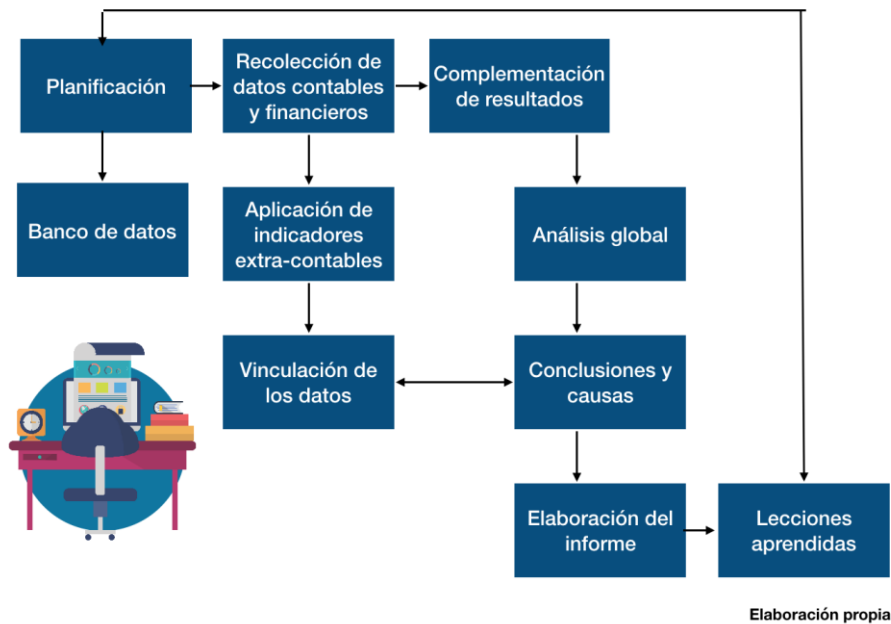 Planificación
Recolección de
datos contables
y financieros
Complementación
de resultados
Banco de datos
Aplicación de
indicadores
extra-contables
Análisis global
Vinculación de
los datos
Conclusiones y
causas
Elaboración del
informe
Lecciones
aprendidas
Elaboración propia